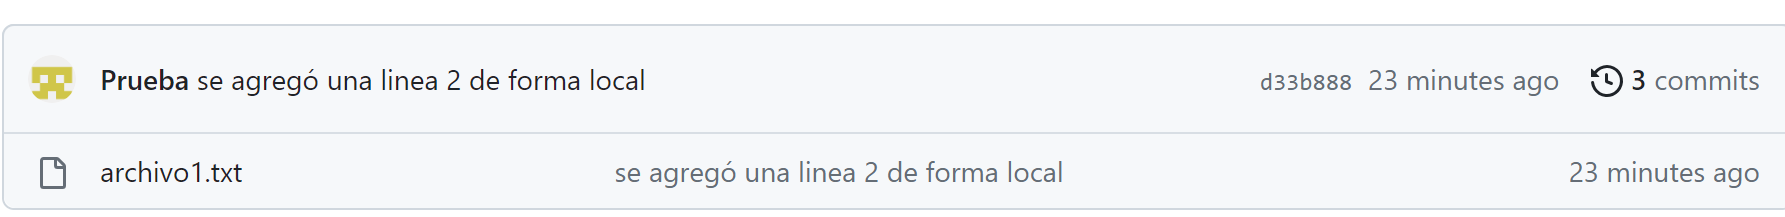 Prueba se agregó una linea 2 de forma local d33b888 23 minutes ago 3 commits
archivo1.txt se agregó una linea 2 de forma local 23 minutes ago